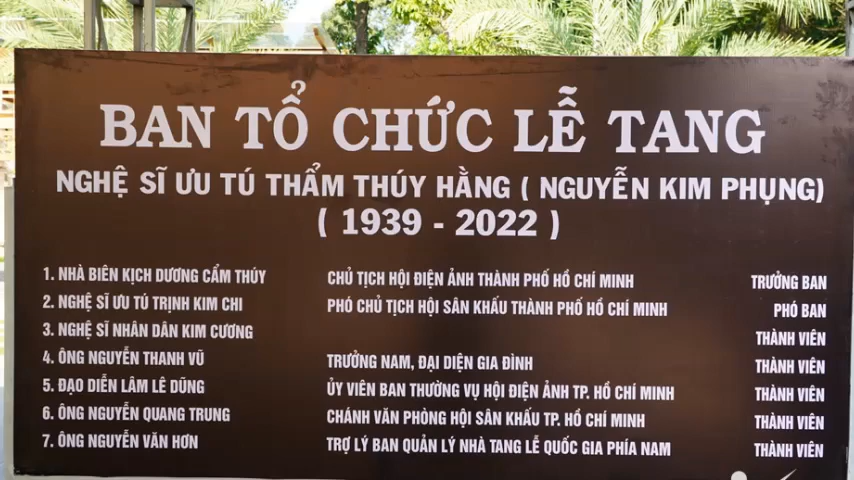 BAN TỔ CHỨC LỄ TANG
NGHỆ SĨ ƯU TÚ THẨM THÚY HẰNG ( NGUYỄN KIM PHỤNG)
( 1939 - 2022 )
1. NHÀ BIÊN KỊCH DƯƠNG CẨM THÚY CHỦ TỊCH HỘI ĐIỆN ẢNH THÀNH PHỐ HỒ CHÍ MINH TRƯỞNG BAN
2. NGHỆ SĨ ƯU TÚ TRỊNH KIM CHI PHÓ CHỦ TỊCH HỘI SÂN KHẤU THÀNH PHỐ HỒ CHÍ MINH PHÓ BAN
3. NGHỆ SĨ NHÂN DÂN KIM CƯƠNG THÀNH VIÊN
4. ÔNG NGUYỄN THANH VŨ TRƯỞNG NAM, ĐẠI DIỆN GIA ĐÌNH THÀNH VIÊN
5. ĐẠO DIỄN LÂM LÊ DŨNG ỦY VIÊN BAN THƯỜNG VỤ HỘI ĐIỆN ẢNH TP. HỒ CHÍ MINH THÀNH VIÊN
6. ÔNG NGUYỄN QUANG TRUNG CHÁNH VĂN PHÒNG HỘI SÂN KHẤU TP. HỒ CHÍ MINH THÀNH VIÊN
7. ÔNG NGUYỄN VĂN HƠN TRỢ LÝ BAN QUẢN LÝ NHÀ TANG LỄ QUỐC GIA PHÍA NAM THÀNH VIÊN